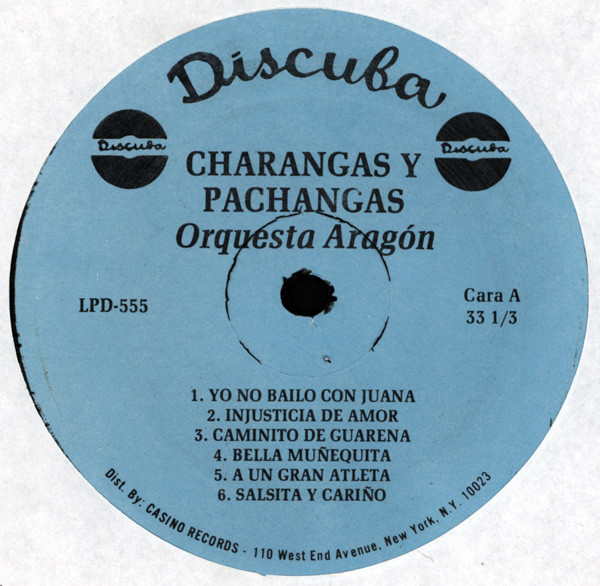 Discuba
Discuba
Discuba
CHARANGAS Y
PACHANGAS
Orquesta Aragón
LPD-555
Cara A
33 1/3
1. YO NO BAILO CON JUANA
2. INJUSTICIA DE AMOR
3. CAMINITO DE GUARENA
4. BELLA MUÑEQUITA
5. A UN GRAN ATLETA
6. SALSITA Y CARIÑO
Dist. By: CASINO RECORDS - 110 West End Avenue, New York, N.Y. 10023